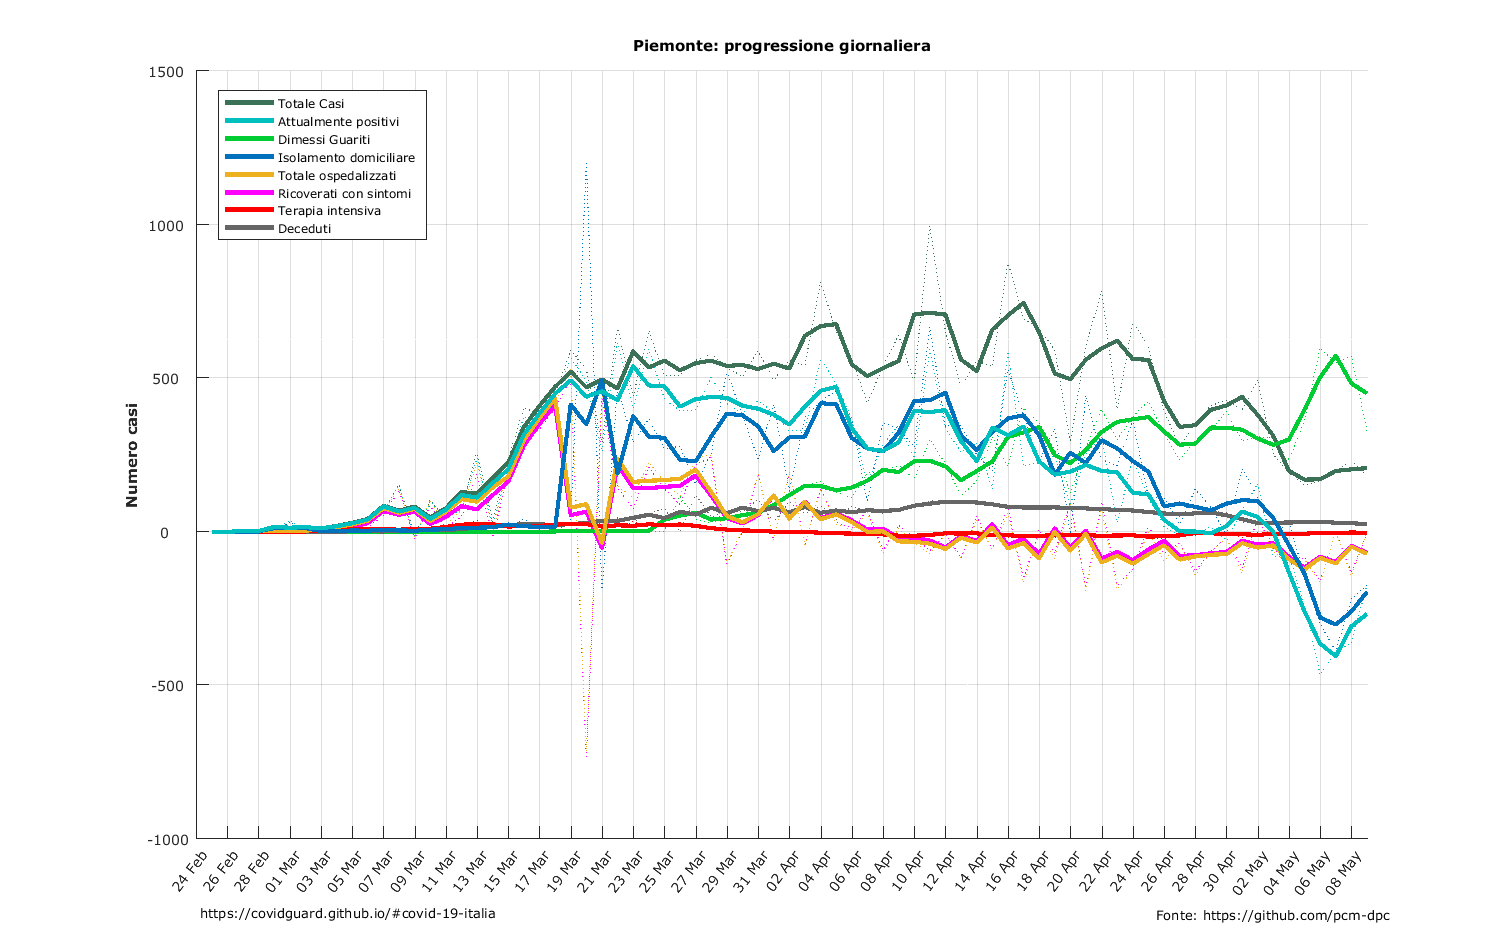 Piemonte: progressione giornaliera
1500
1000
500
0
-500
-1000
Numero casi
Totale Casi
Attualmente positivi
Dimessi Guariti
Isolamento domiciliare
Totale ospedalizzati
Ricoverati con sintomi
Terapia intensiva
Deceduti
24 Feb
26 Feb
28 Feb
01 Mar
03 Mar
05 Mar
07 Mar
09 Mar
11 Mar
13 Mar
15 Mar
17 Mar
19 Mar
21 Mar
23 Mar
25 Mar
27 Mar
29 Mar
31 Mar
02 Apr
04 Apr
06 Apr
08 Apr
10 Apr
12 Apr
14 Apr
16 Apr
18 Apr
20 Apr
22 Apr
24 Apr
26 Apr
28 Apr
30 Apr
02 May
04 May
06 May
08 May
https://covidguard.github.io/#covid-19-italia
Fonte: https://github.com/pcm-dpc